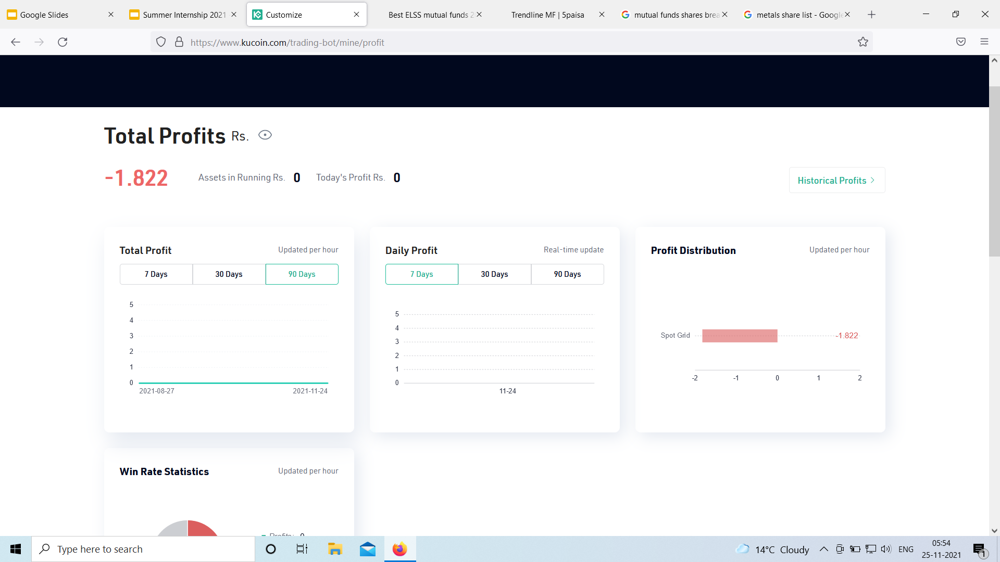 Google Slides
Summer Internship 2021
Customize
Best ELSS mutual funds 2
Trendline MF | 5paisa
mutual funds shares brea
metals share list - Google
https://www.kucoin.com/trading-bot/mine/profit
Total Profits Rs.
-1.822
Assets in Running Rs. 0
Today's Profit Rs. 0
Historical Profits
Total Profit
Updated per hour
7 Days
30 Days
90 Days
5
4
3
2
1
0
2021-08-27
2021-11-24
Daily Profit
Real-time update
7 Days
30 Days
90 Days
5
4
3
2
1
0
11-24
Profit Distribution
Updated per hour
Spot Grid
-1.822
-2
-1
0
1
2
Win Rate Statistics
Updated per hour
Profits: 0
Type here to search
14°C Cloudy
ENG
05:54
25-11-2021
1